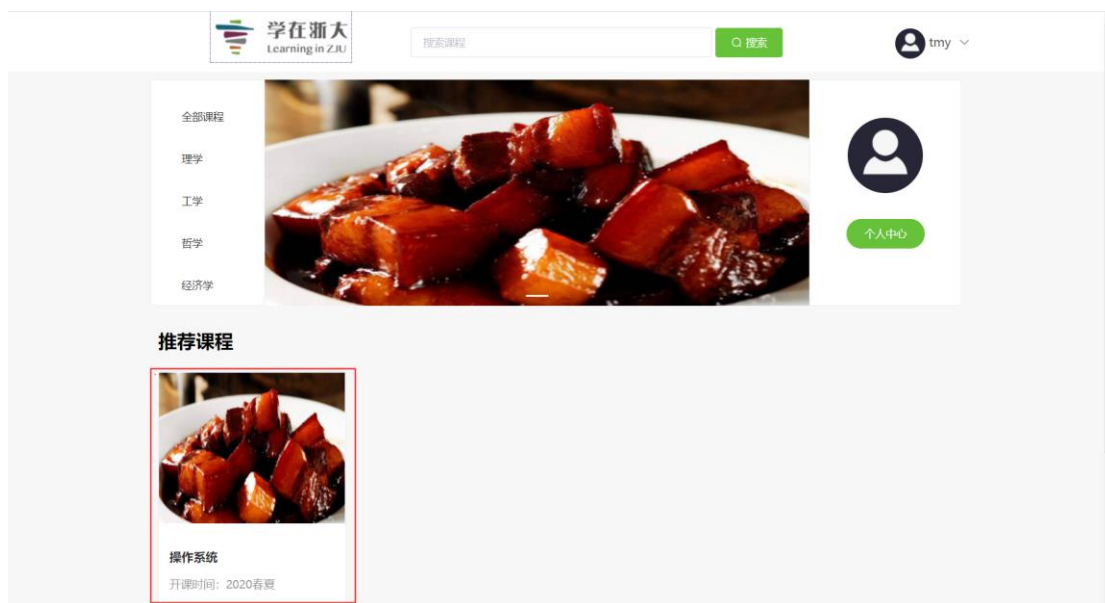 学在浙大
Learning in ZJU
搜索课程
搜索
tmy
全部课程
理学
工学
哲学
经济学
个人中心
推荐课程
操作系统
开课时间：2020春夏